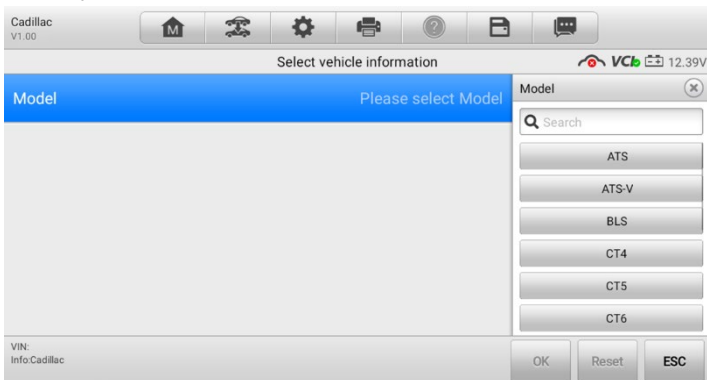 Cadillac
V1.00
M
?
Select vehicle information
VCI 12.39V
Model
Please select Model
Model
Search
ATS
ATS-V
BLS
CT4
CT5
CT6
VIN:
Info:Cadillac
OK
Reset
ESC